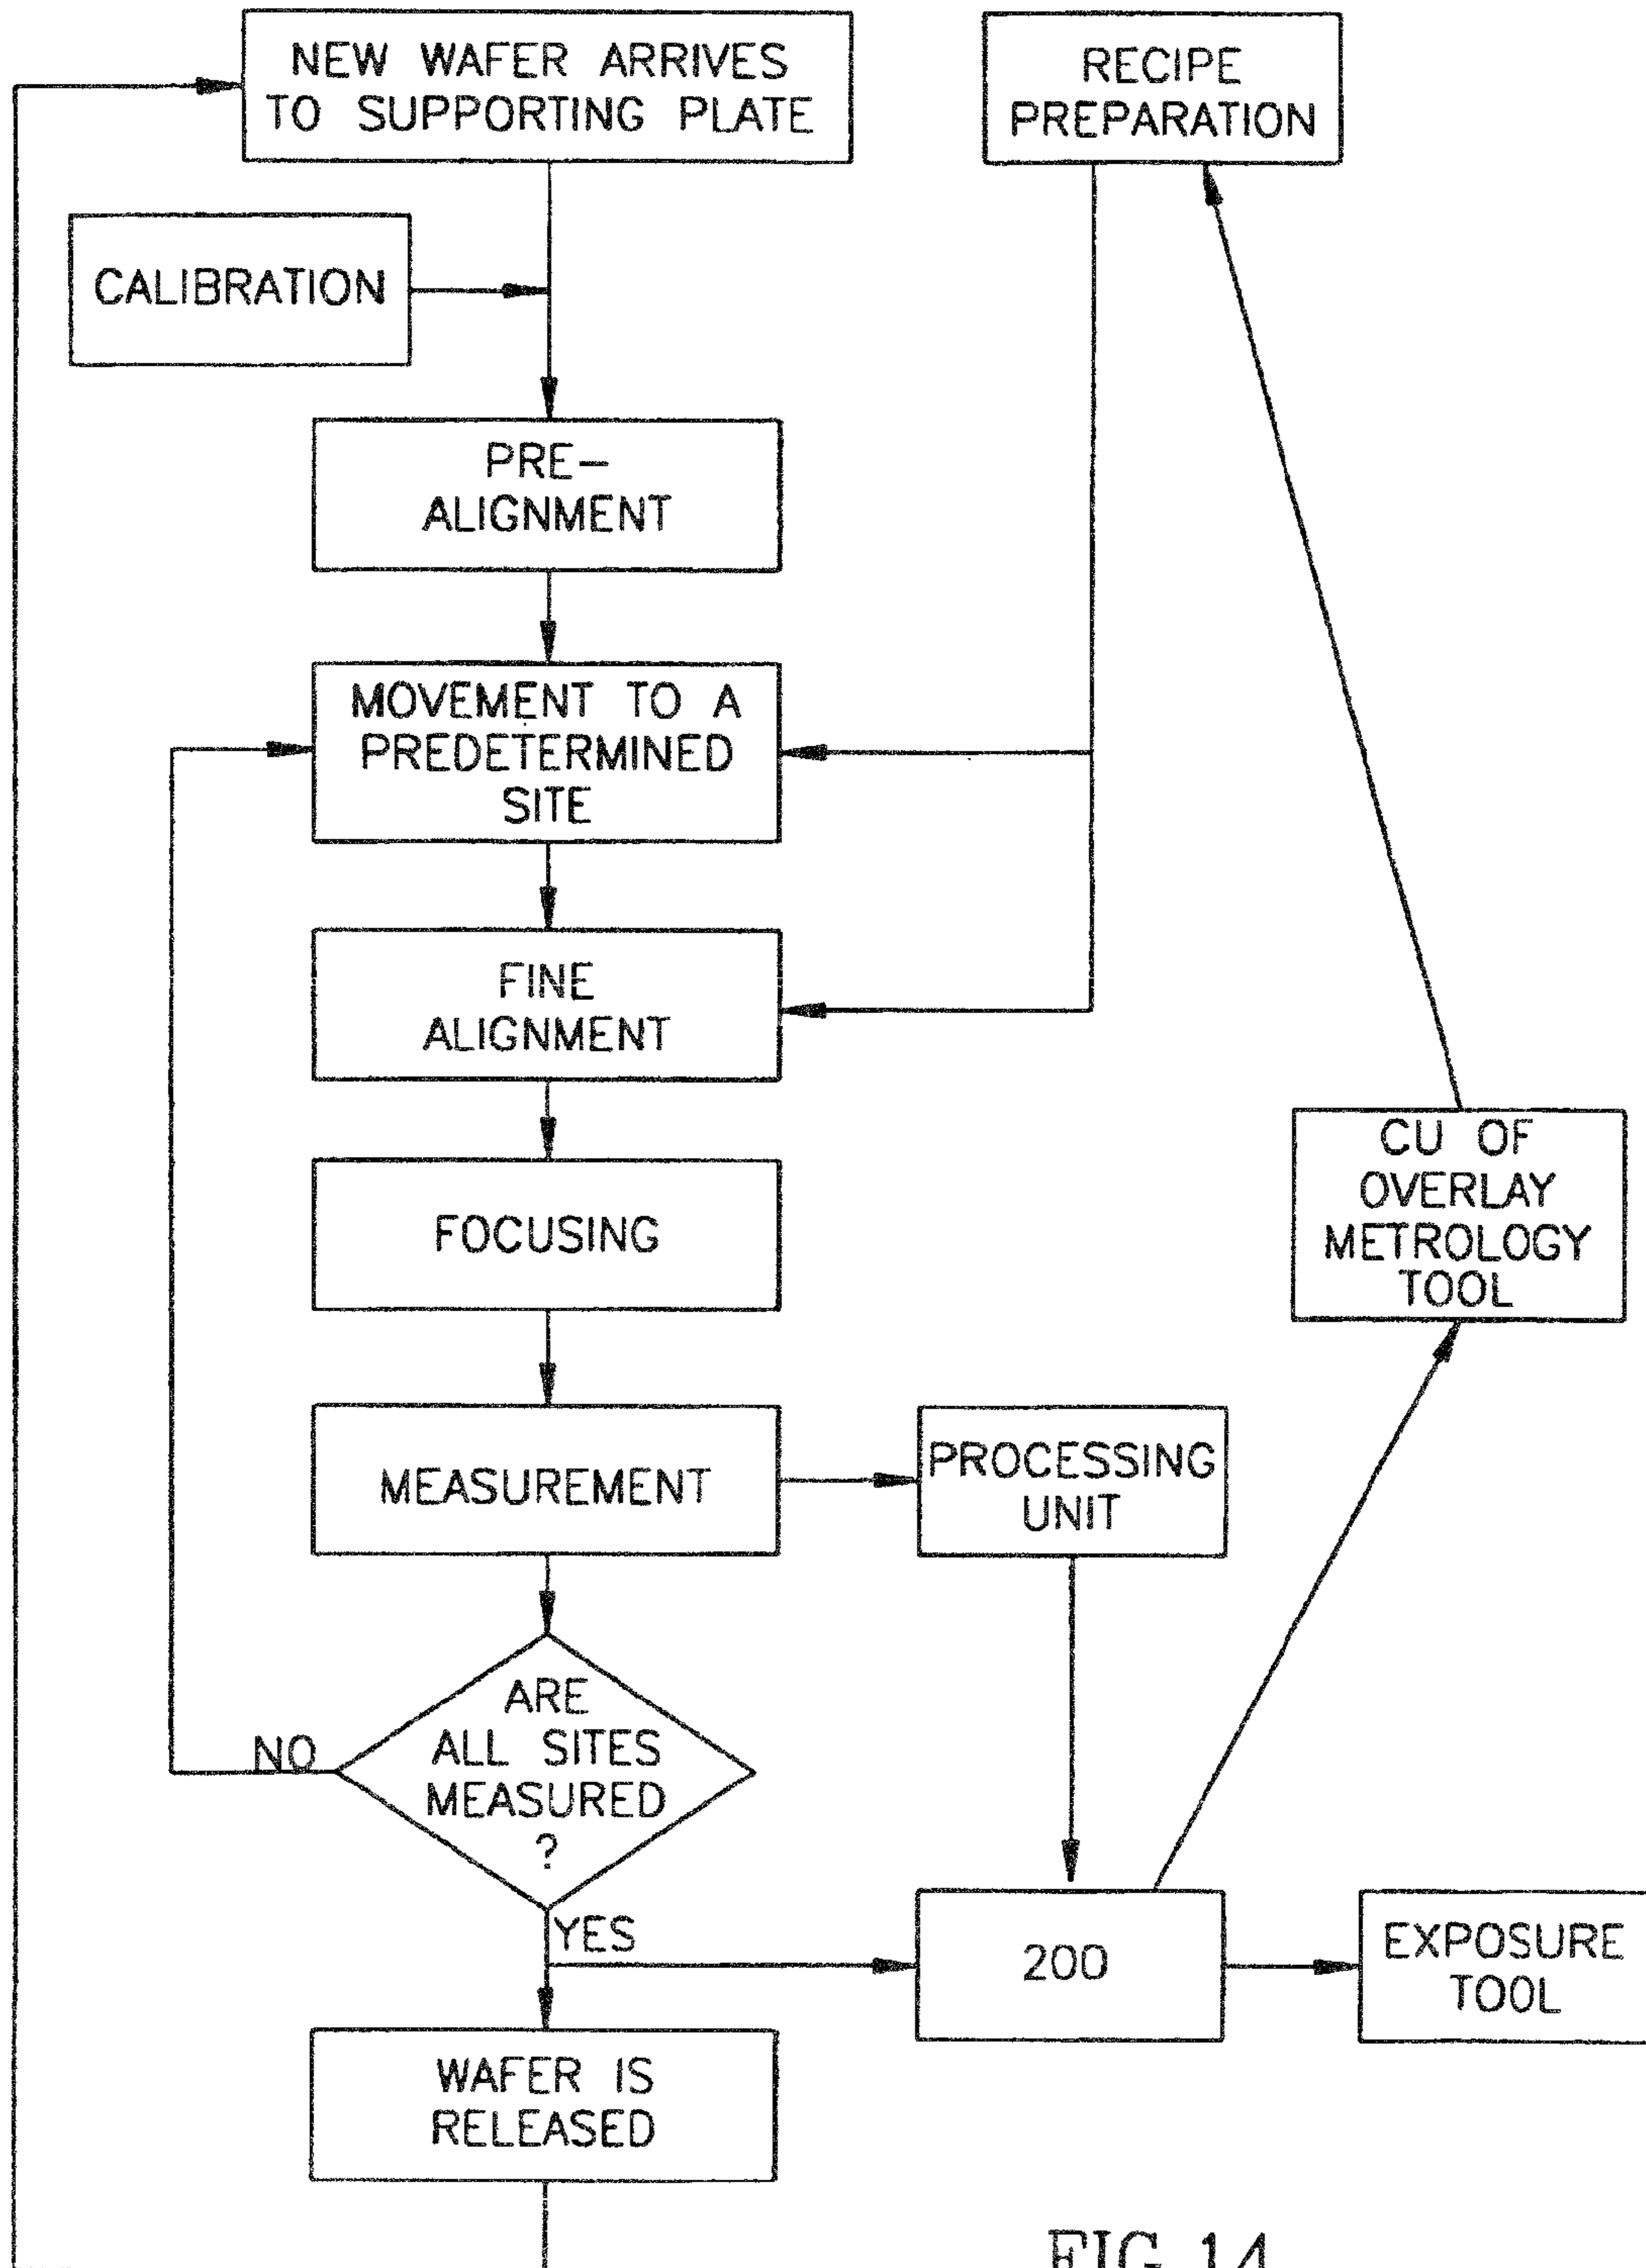 NEW WAFER ARRIVES
TO SUPPORTING PLATE
RECIPE
PREPARATION
CALIBRATION
PRE-
ALIGNMENT
MOVEMENT TO A
PREDETERMINED
SITE
FINE
ALIGNMENT
CU OF
OVERLAY
METROLOGY
TOOL
FOCUSING
MEASUREMENT
PROCESSING
UNIT
ARE
ALL SITES
MEASURED
?
NO
YES
200
EXPOSURE
TOOL
WAFER IS
RELEASED
FIG.14